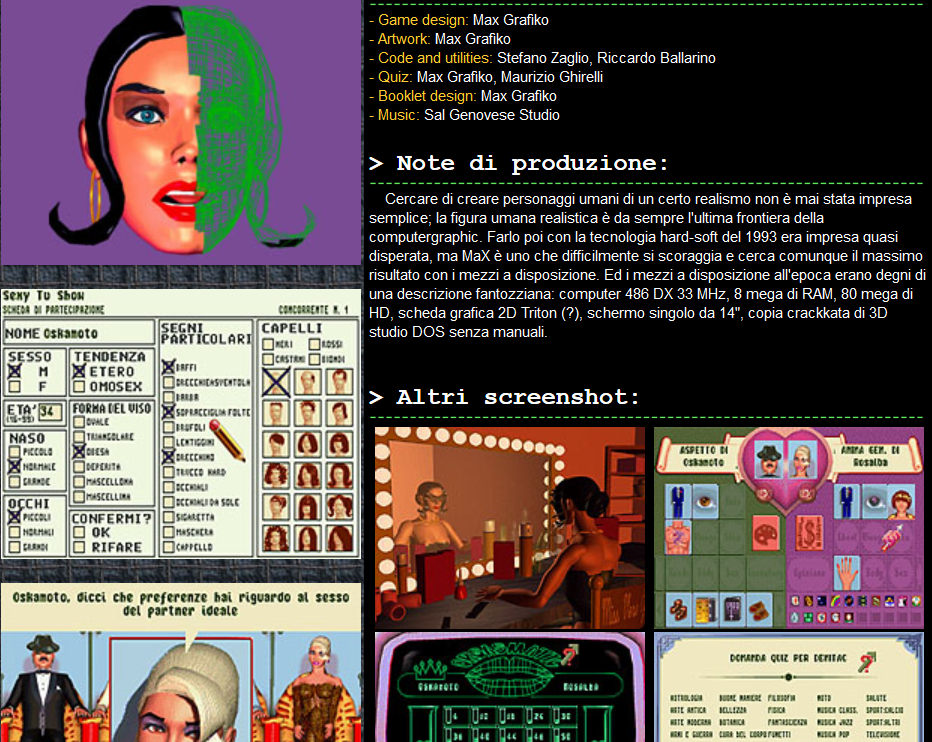 - Game design: Max Grafiko
- Artwork: Max Grafiko
- Code and utilities: Stefano Zaglio, Riccardo Ballarino
- Quiz: Max Grafiko, Maurizio Ghirelli
- Booklet design: Max Grafiko
- Music: Sal Genovese Studio
> Note di produzione:
Cercare di creare personaggi umani di un certo realismo non è mai stata impresa
semplice; la figura umana realistica è da sempre l'ultima frontiera della
computergraphic. Farlo poi con la tecnologia hard-soft del 1993 era impresa quasi
disperata, ma MaX è uno che difficilmente si scoraggia e cerca comunque il massimo
risultato con i mezzi a disposizione. Ed i mezzi a disposizione all'epoca erano degni di
una descrizione fantozziana: computer 486 DX 33 MHz, 8 mega di RAM, 80 mega di
HD, scheda grafica 2D Triton (?), schermo singolo da 14", copia crackkata di 3D
studio DOS senza manuali.
> Altri screenshot:
Sexy Tv Show
SCHEDA DI PARTECIPAZIONE
CONCORRENTE N. 1
NOME Oskamoto
SESSO
M
F
TENDENZA
ETERO
OMOSEX
ETA' 34
(16-99)
FORMA DEL VISO
OVALE
TRIANGOLARE
OBESA
DEPERITA
MASCELLONA
MASCELLINA
NASO
PICCOLO
NORMALE
GRANDE
OCCHI
PICCOLI
NORMALI
GRANDI
CONFERMI?
OK
RIFARE
SEGNI
PARTICOLARI
BAFFI
ORECCHIESVENTOLA
BARBA
SOPRACCIGLIA FOLTE
BRUFOLI
LENTIGGINI
ORECCHINO
TRUCCO HARD
OCCHIALI
OCCHIALI DA SOLE
SIGARETTA
MASCHERA
CAPPELLO
CAPELLI
NERI
ROSSI
CASTANI
BIONDI
Oskamoto, dicci che preferenze hai riguardo al sesso
del partner ideale
ASPETTO DI
Oskamoto
ANIMA GEM. DI
Rosalba
OSKAMOTO
ROSALBA
DOMANDA QUIZ PER DEMITAC
ASTROLOGIA
BUONE MANIERE
FILOSOFIA
MOTO
SALUTE
ARTE ANTICA
BELLEZZA
FISICA
MUSICA CLASS.
SPORT:CALCIO
ARTE MODERNA
BOTANICA
FANTASCIENZA
MUSICA JAZZ
SPORT:ALTRI
ARMI E GUERRA
CURA DEL CORPO
FUMETTI
MUSICA POP
TELEVISIONE